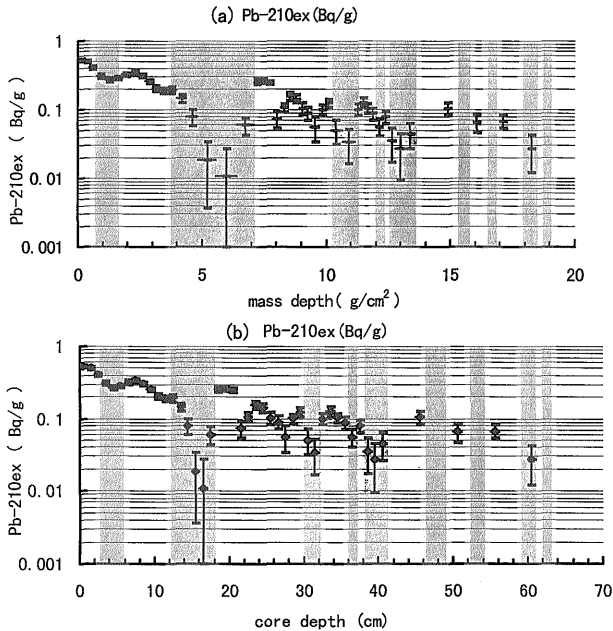 (a) Pb-210ex(Bq/g)
Pb-210ex ( Bq/g)
1
0.1
0.01
0.001
0 5 10 15 20
mass depth( g/cm²)
(b) Pb-210ex(Bq/g)
Pb-210ex ( Bq/g)
1
0.1
0.01
0.001
0 10 20 30 40 50 60 70
core depth (cm)